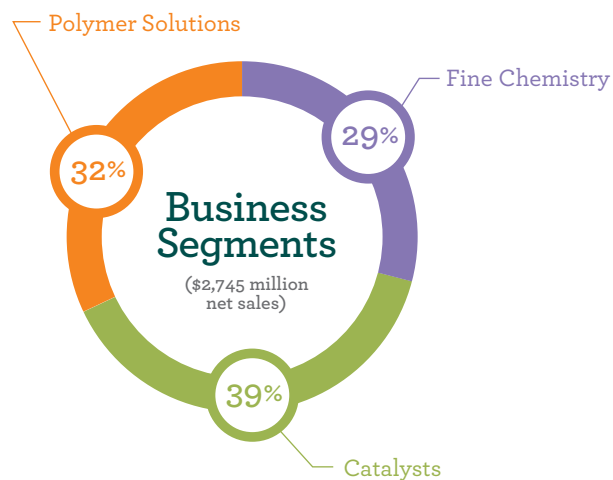 Polymer Solutions
Fine Chemistry
29%
32%
Business
Segments
($2,745 million
net sales)
39%
Catalysts